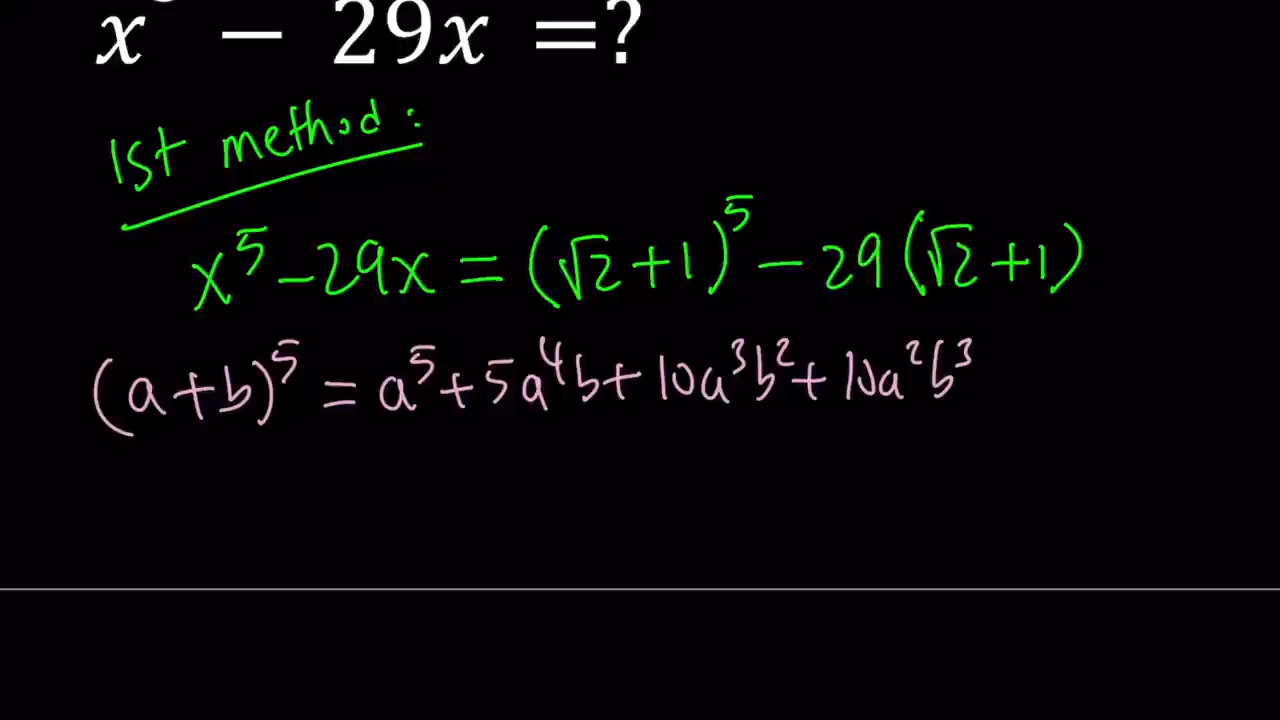 x⁵ − 29x =?
1st method:
x⁵ - 29x = (√2 + 1)⁵ - 29(√2 + 1)
(a + b)⁵ = a⁵ + 5a⁴b + 10a³b² + 10a²b³